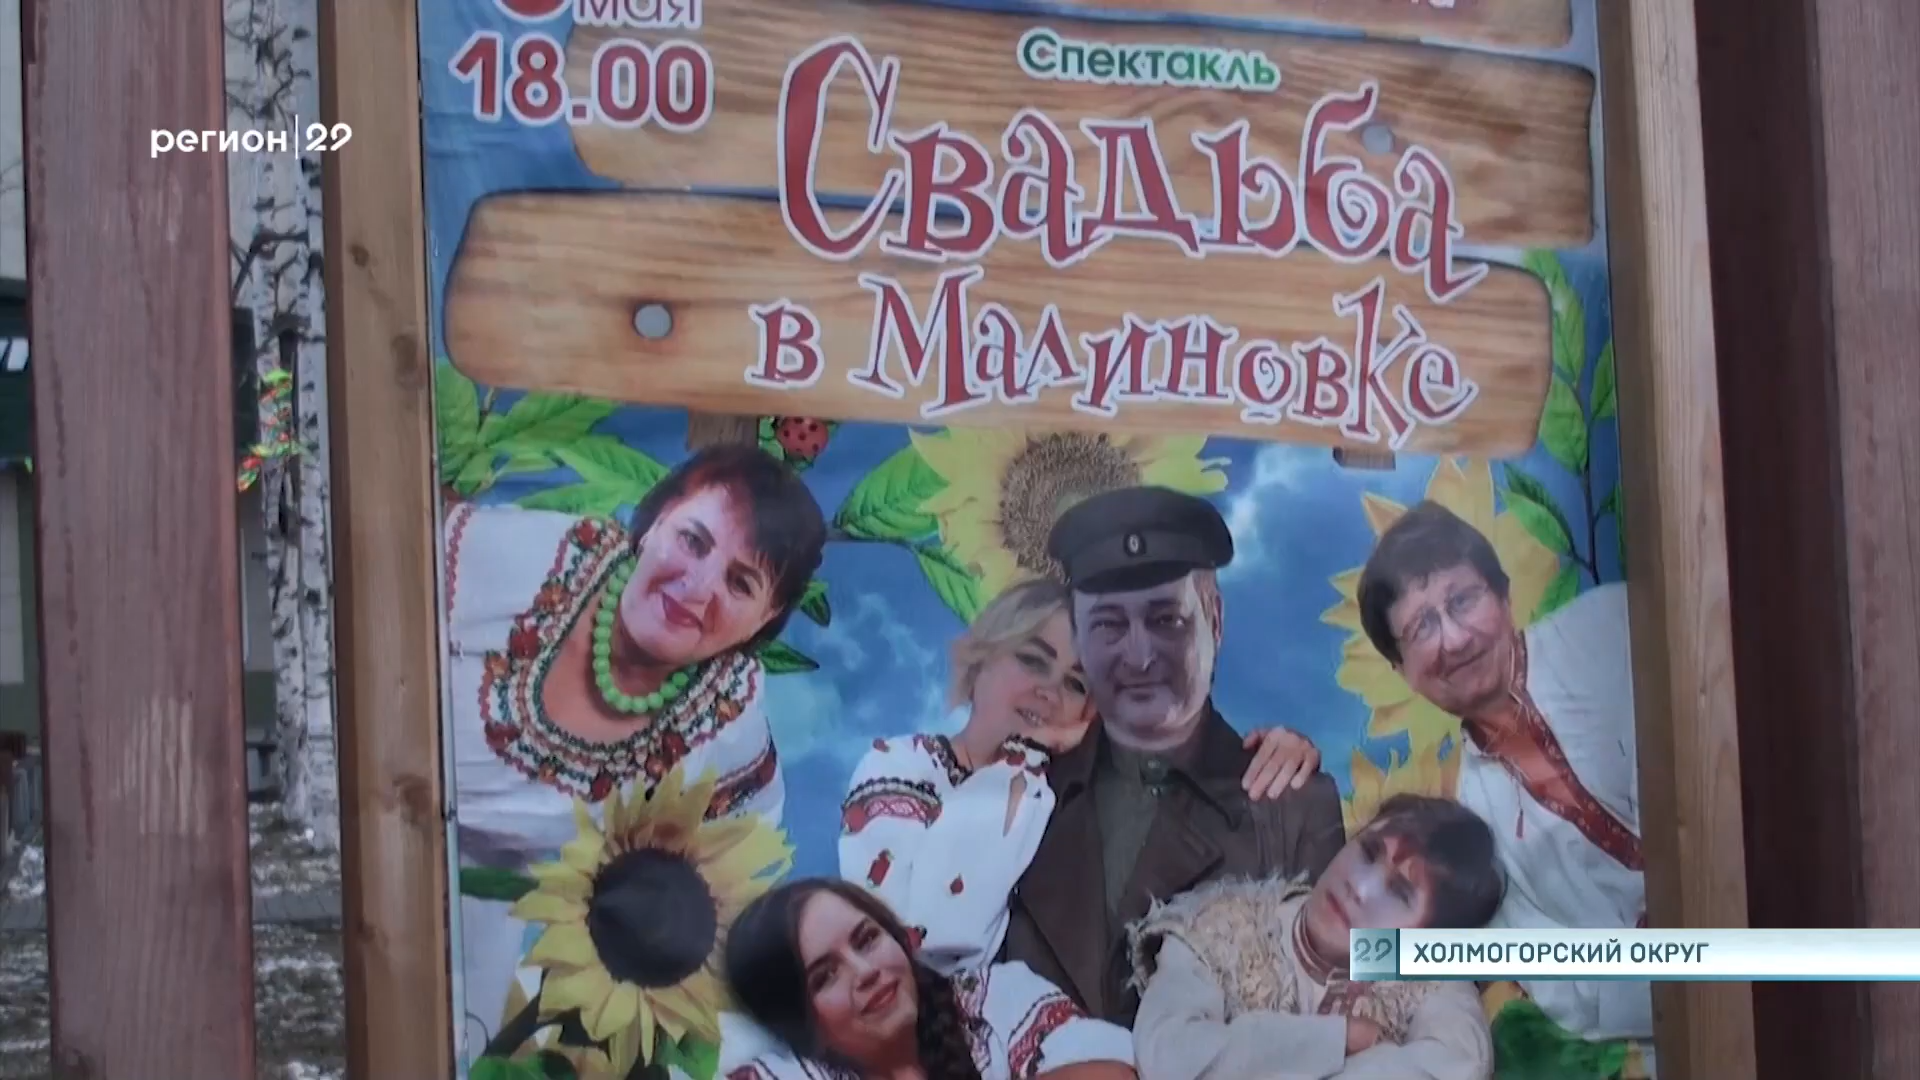 мая
18.00
Спектакль
Свадьба
в Малиновке
регион|29
29 ХОЛМОГОРСКИЙ ОКРУГ